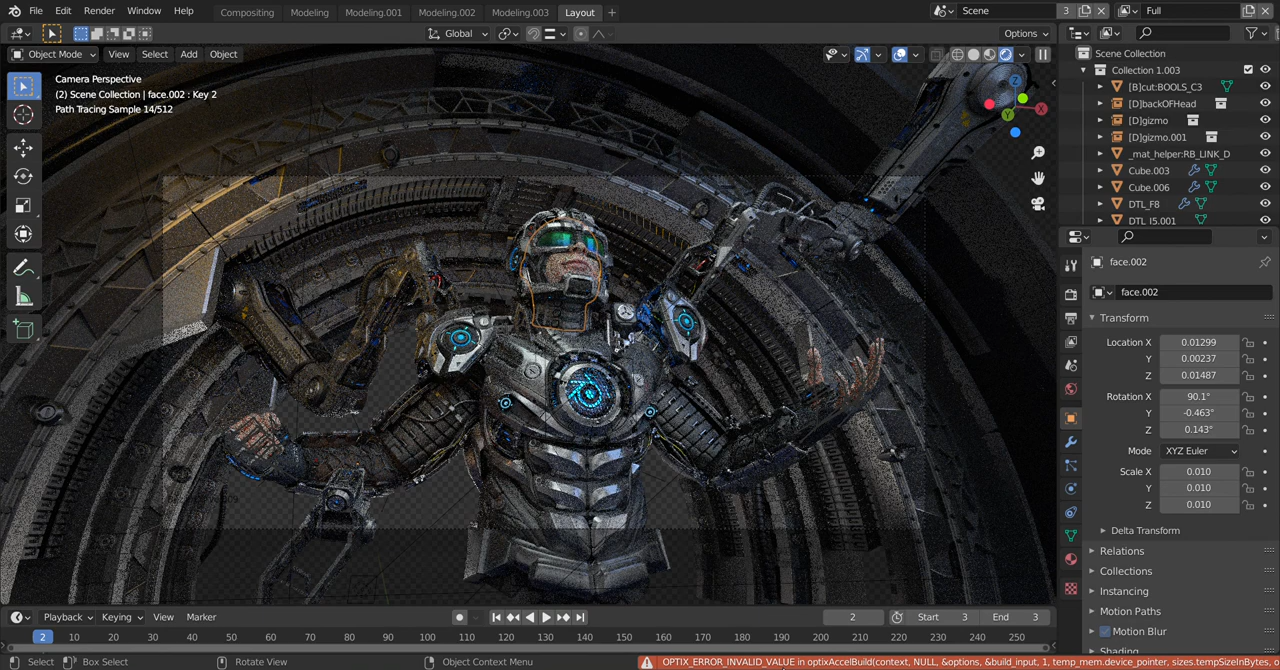 File Edit Render Window Help Compositing Modeling Modeling.001 Modeling.002 Modeling.003 Layout + Scene 3 Full
Global Options
Object Mode View Select Add Object
Camera Perspective
(2) Scene Collection | face.002 : Key 2
Path Tracing Sample 14/512
Z
X
Y
Scene Collection
Collection 1.003
[B]cut:BOOLS_C3
[D]backOFHead
[D]gizmo
[D]gizmo.001
_mat_helper:RB_LINK_D
Cube.003
Cube.006
DTL_F8
DTL_I5.001
face.002
face.002
Transform
Location X 0.01299
Y 0.00237
Z 0.01487
Rotation X 90.1°
Y -0.463°
Z 0.143°
Mode XYZ Euler
Scale X 0.010
Y 0.010
Z 0.010
Delta Transform
Relations
Collections
Instancing
Motion Paths
Motion Blur
Shading
Playback Keying View Marker 2 Start 3 End 3
2 10 20 30 40 50 60 70 80 90 100 110 120 130 140 150 160 170 180 190 200 210 220 230 240 250
Select Box Select Rotate View Object Context Menu OPTIX_ERROR_INVALID_VALUE in optixAccelBuild(context, NULL, &options, &build_input, 1, temp_mem.device_pointer, sizes.tempSizeInBytes, o